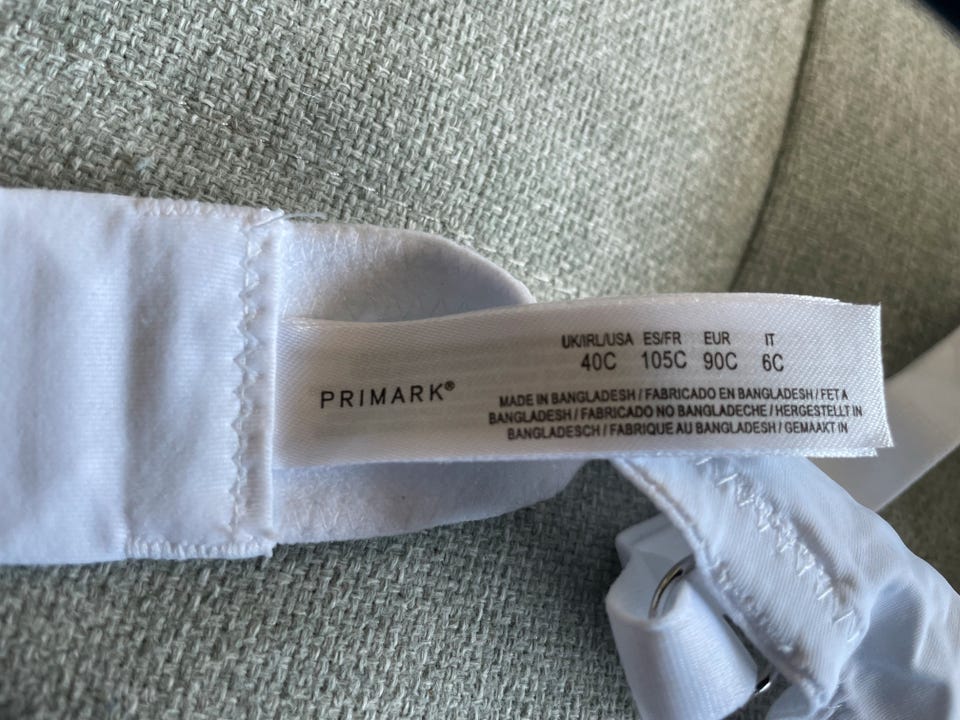 UK/IRL/USA ES/FR EUR IT
40C 105C 90C 6C
PRIMARK®
MADE IN BANGLADESH / FABRICADO EN BANGLADESH / FET A
BANGLADESH / FABRICADO NO BANGLADECHE / HERGESTELLT IN
BANGLADESCH / FABRIQUE AU BANGLADESH / GEMAAKT IN